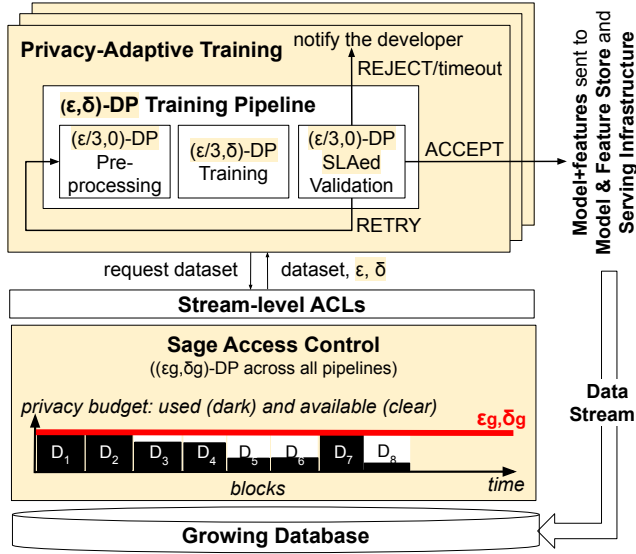 Privacy-Adaptive Training
notify the developer
REJECT/timeout
(ε,δ)-DP Training Pipeline
(ε/3,0)-DP
Pre-
processing
(ε/3,δ)-DP
Training
(ε/3,0)-DP
SLAed
Validation
ACCEPT
RETRY
Model+features sent to
Model & Feature Store and
Serving Infrastructure
request dataset
dataset, ε, δ
Stream-level ACLs
Sage Access Control
((εg,δg)-DP across all pipelines)
privacy budget: used (dark) and available (clear)
εg,δg
D1 D2 D3 D4 D5 D6 D7 D8
blocks
time
Data
Stream
Growing Database